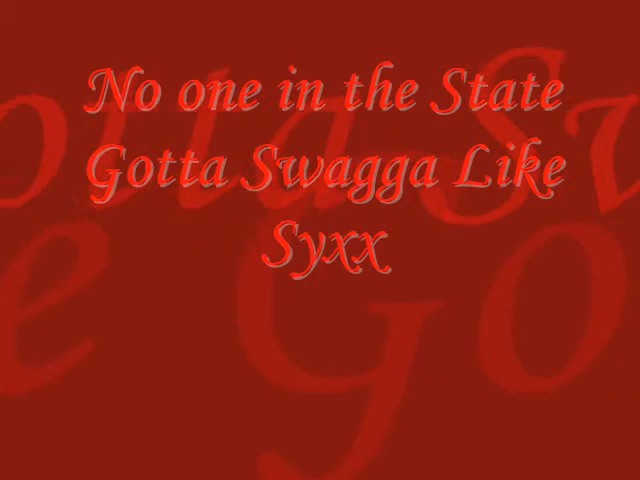 No one in the State
Gotta Swagga Like
Syxx